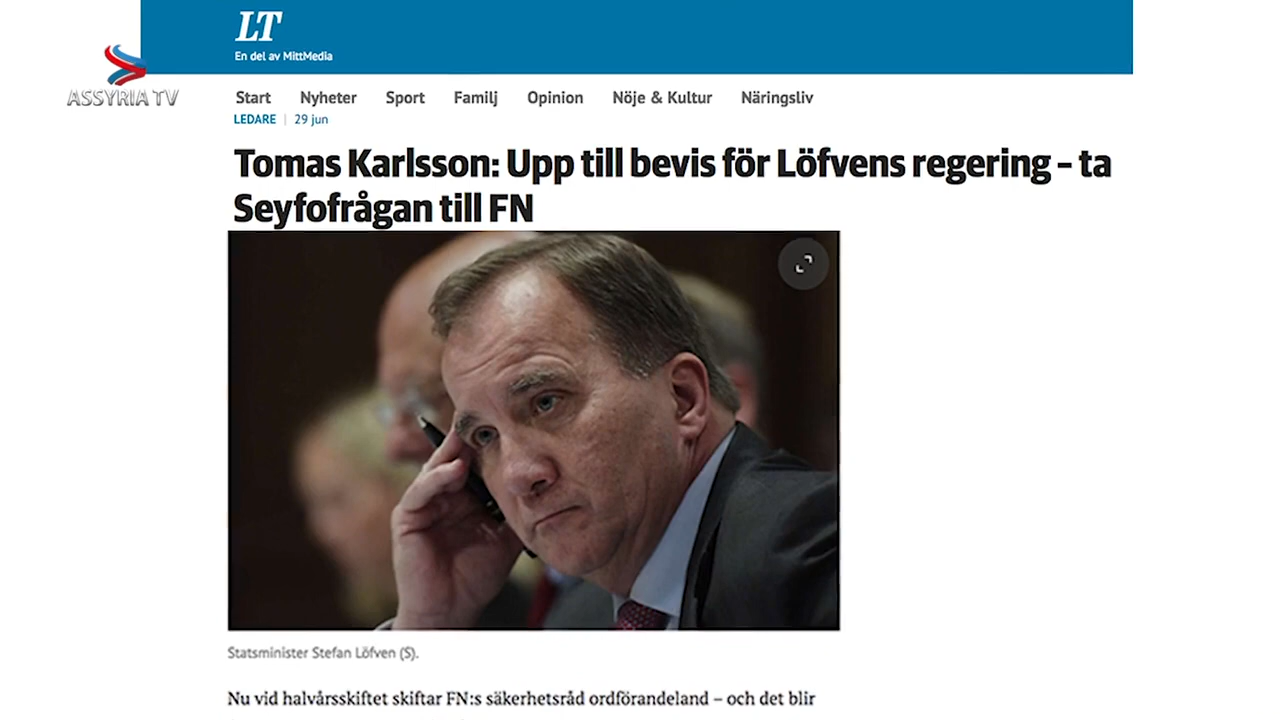 LT
En del av MittMedia
ASSYRIA TV
Start Nyheter Sport Familj Opinion Nöje & Kultur Näringsliv
LEDARE | 29 jun
Tomas Karlsson: Upp till bevis för Löfvens regering – ta
Seyfofrågan till FN
Statsminister Stefan Löfven (S).
Nu vid halvårsskiftet skiftar FN:s säkerhetsråd ordförandeland – och det blir